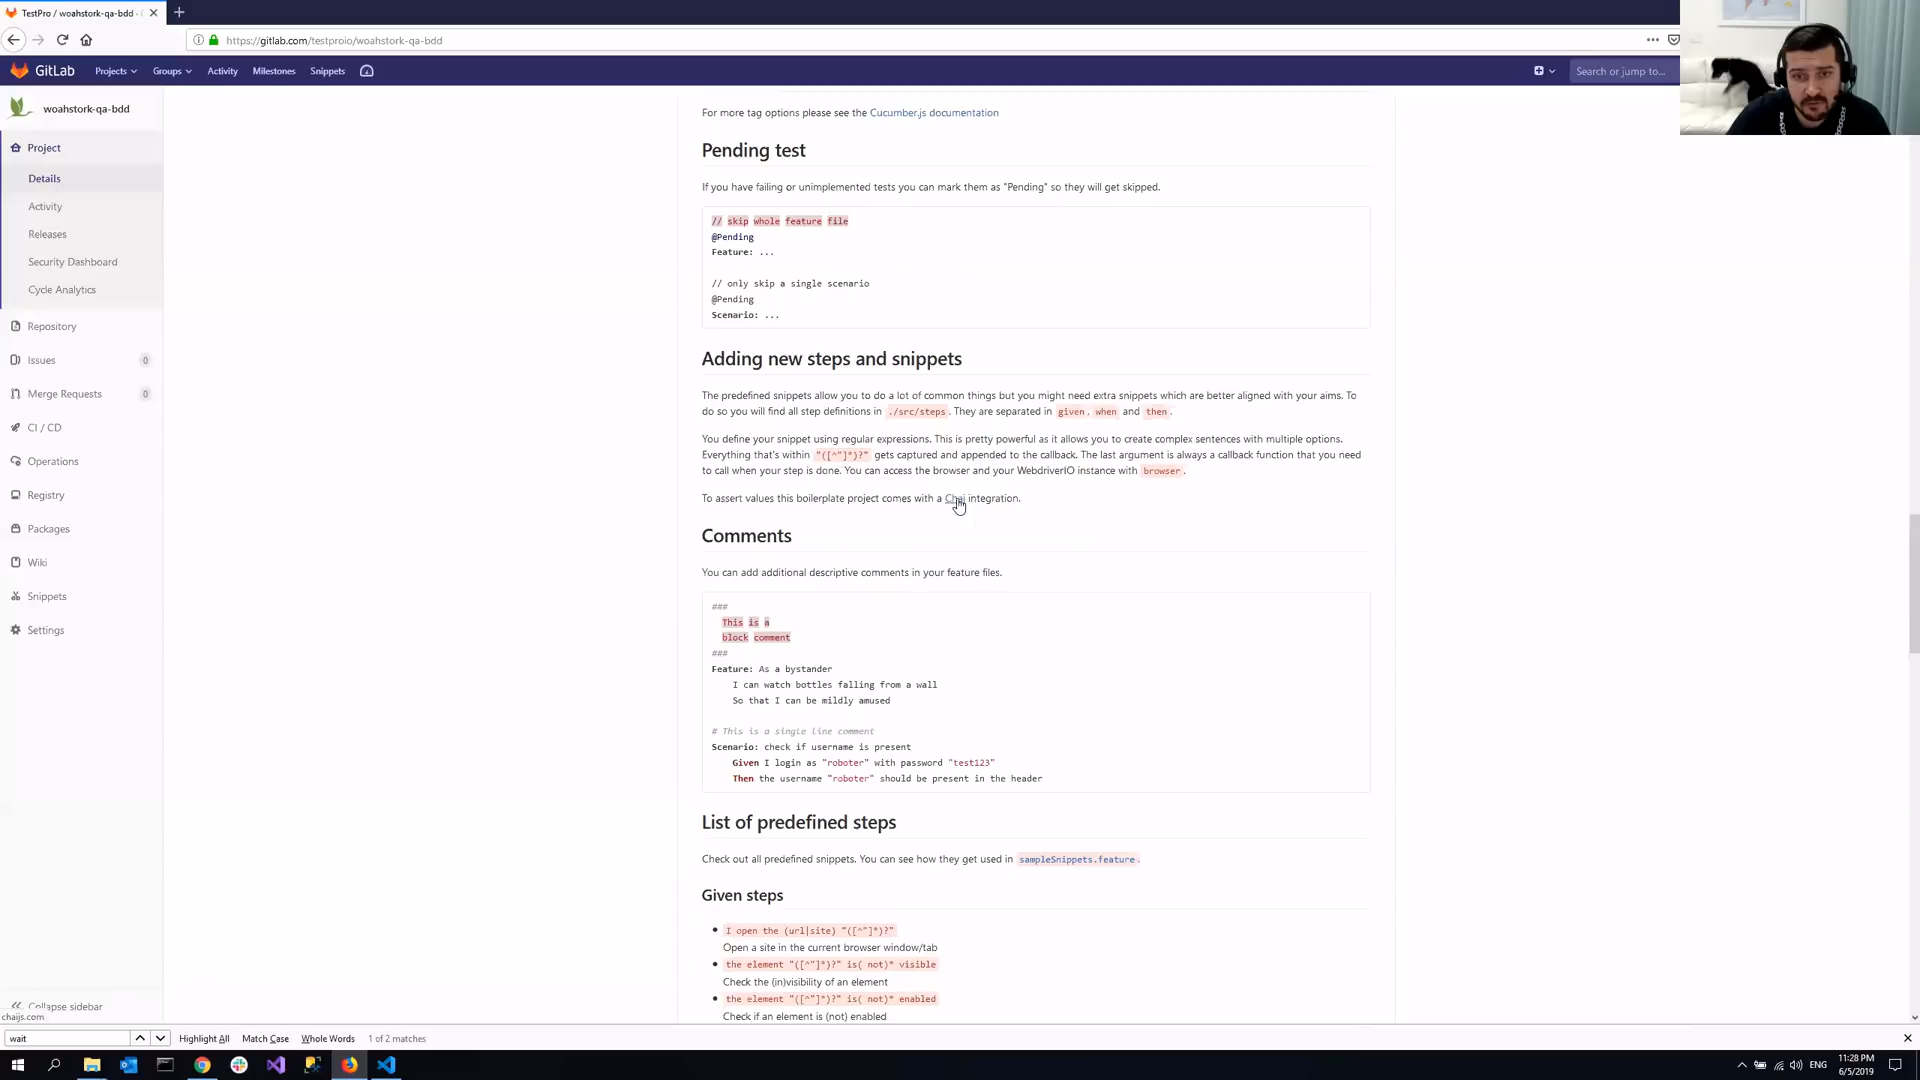 TestPro / woahstork-qa-bdd ·
https://gitlab.com/testproio/woahstork-qa-bdd
GitLab
Projects
Groups
Activity
Milestones
Snippets
Search or jump to...
woahstork-qa-bdd
Project
Details
Activity
Releases
Security Dashboard
Cycle Analytics
Repository
Issues 0
Merge Requests 0
CI / CD
Operations
Registry
Packages
Wiki
Snippets
Settings
Collapse sidebar
chaijs.com
For more tag options please see the Cucumber.js documentation
Pending test
If you have failing or unimplemented tests you can mark them as "Pending" so they will get skipped.
// skip whole feature file
@Pending
Feature: ...
// only skip a single scenario
@Pending
Scenario: ...
Adding new steps and snippets
The predefined snippets allow you to do a lot of common things but you might need extra snippets which are better aligned with your aims. To
do so you will find all step definitions in ./src/steps. They are separated in given, when and then.
You define your snippet using regular expressions. This is pretty powerful as it allows you to create complex sentences with multiple options.
Everything that's within "([^"]*)?" gets captured and appended to the callback. The last argument is always a callback function that you need
to call when your step is done. You can access the browser and your WebdriverIO instance with browser.
To assert values this boilerplate project comes with a Chai integration.
Comments
You can add additional descriptive comments in your feature files.
###
This is a
block comment
###
Feature: As a bystander
I can watch bottles falling from a wall
So that I can be mildly amused
# This is a single line comment
Scenario: check if username is present
Given I login as "roboter" with password "test123"
Then the username "roboter" should be present in the header
List of predefined steps
Check out all predefined snippets. You can see how they get used in sampleSnippets.feature.
Given steps
I open the (url|site) "([^"]*)?"
Open a site in the current browser window/tab
the element "([^"]*)?" is( not)* visible
Check the (in)visibility of an element
the element "([^"]*)?" is( not)* enabled
Check if an element is (not) enabled
wait
Highlight All
Match Case
Whole Words
1 of 2 matches
ENG
11:28 PM
6/5/2019